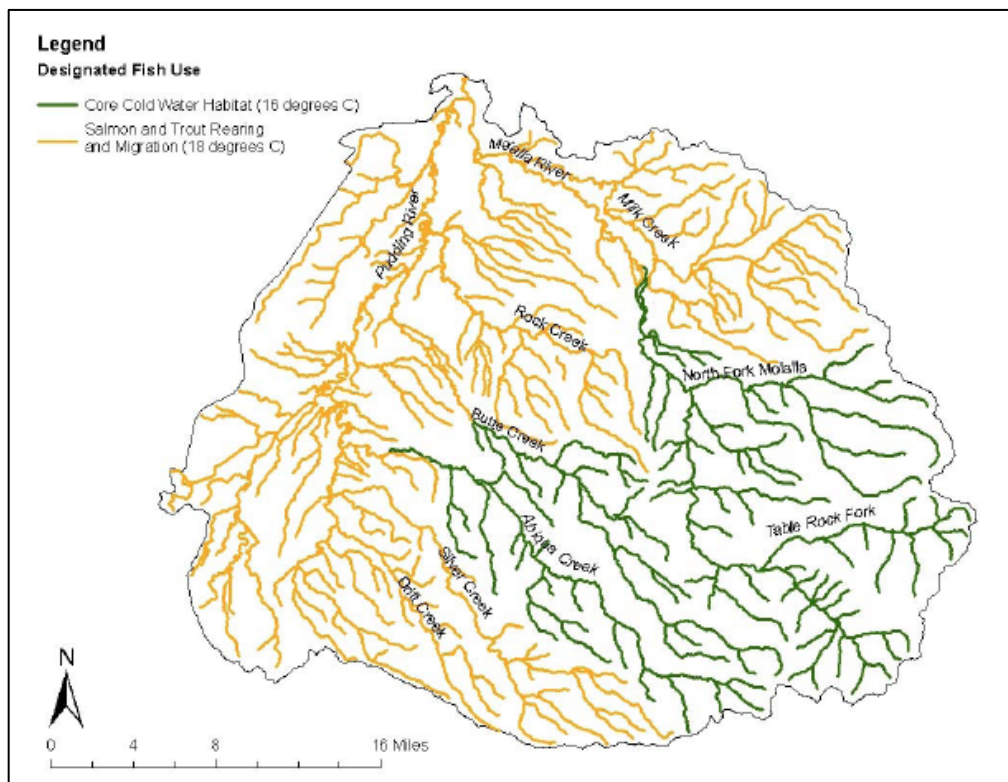 Legend
Designated Fish Use
Core Cold Water Habitat (16 degrees C)
Salmon and Trout Rearing
and Migration (18 degrees C)
Molalla River
Milk Creek
Pudding River
Rock Creek
North Fork Molalla
Butte Creek
Table Rock Fork
Abiqua Creek
Silver Creek
Drift Creek
N
0 4 8 16 Miles